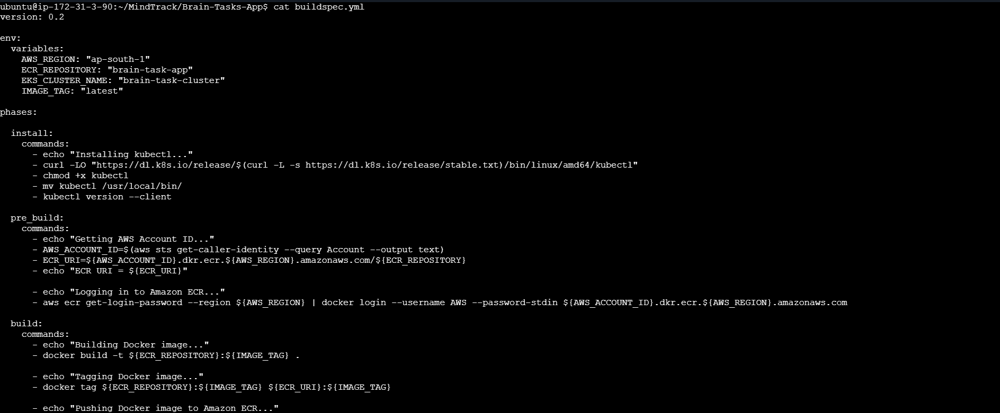 ubuntu@ip-172-31-3-90:~/MindTrack/Brain-Tasks-App$ cat buildspec.yml
version: 0.2

env:
  variables:
    AWS_REGION: "ap-south-1"
    ECR_REPOSITORY: "brain-task-app"
    EKS_CLUSTER_NAME: "brain-task-cluster"
    IMAGE_TAG: "latest"

phases:

  install:
    commands:
      - echo "Installing kubectl..."
      - curl -LO "https://dl.k8s.io/release/$(curl -L -s https://dl.k8s.io/release/stable.txt)/bin/linux/amd64/kubectl"
      - chmod +x kubectl
      - mv kubectl /usr/local/bin/
      - kubectl version --client

  pre_build:
    commands:
      - echo "Getting AWS Account ID..."
      - AWS_ACCOUNT_ID=$(aws sts get-caller-identity --query Account --output text)
      - ECR_URI=${AWS_ACCOUNT_ID}.dkr.ecr.${AWS_REGION}.amazonaws.com/${ECR_REPOSITORY}
      - echo "ECR URI = ${ECR_URI}"

      - echo "Logging in to Amazon ECR..."
      - aws ecr get-login-password --region ${AWS_REGION} | docker login --username AWS --password-stdin ${AWS_ACCOUNT_ID}.dkr.ecr.${AWS_REGION}.amazonaws.com

  build:
    commands:
      - echo "Building Docker image..."
      - docker build -t ${ECR_REPOSITORY}:${IMAGE_TAG} .

      - echo "Tagging Docker image..."
      - docker tag ${ECR_REPOSITORY}:${IMAGE_TAG} ${ECR_URI}:${IMAGE_TAG}

      - echo "Pushing Docker image to Amazon ECR..."